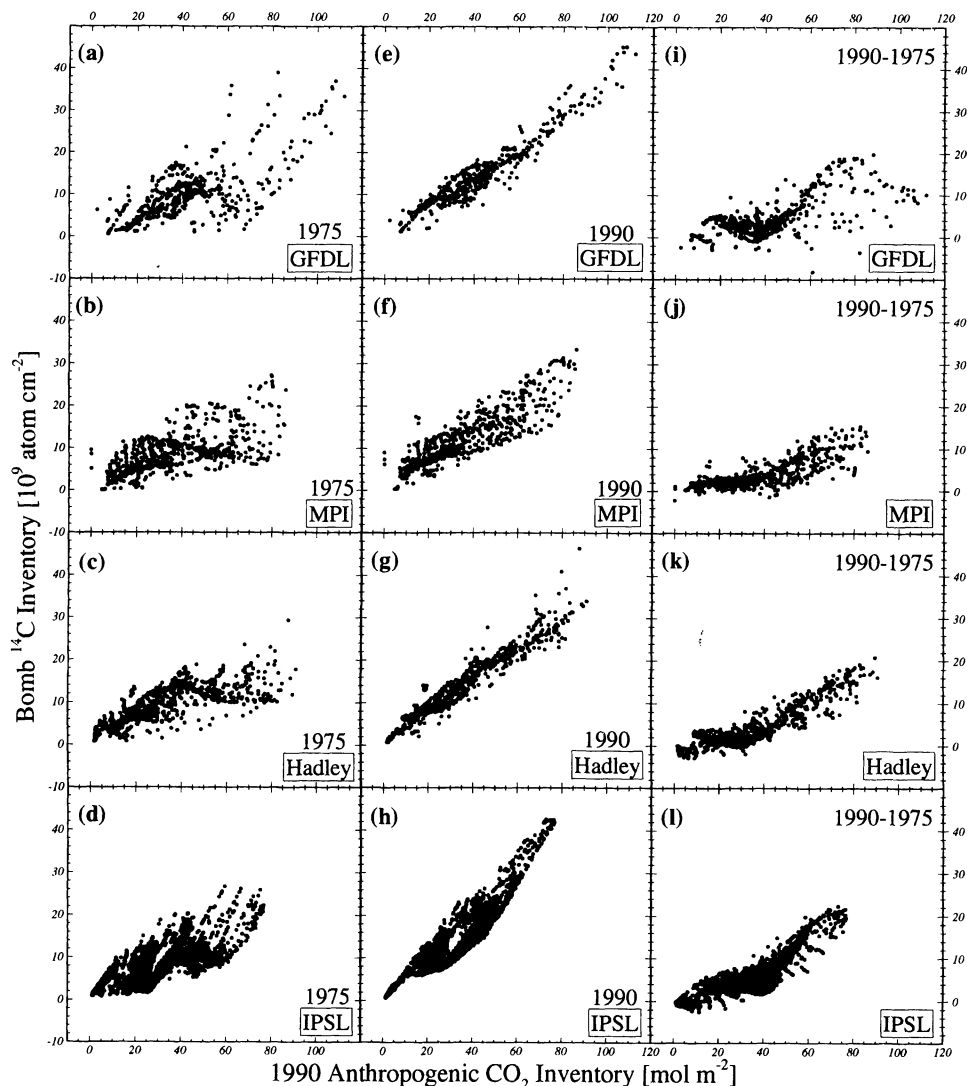 0 20 40 60 80 100
0 20 40 60 80 100
0 20 40 60 80 100 120
(a)
40
30
20
10
0
-10
1975
GFDL
(e)
1990
GFDL
(i)
1990-1975
40
30
20
10
0
GFDL
(b)
40
30
20
10
0
-10
1975
MPI
(f)
1990
MPI
(j)
1990-1975
40
30
20
10
0
MPI
(c)
40
30
20
10
0
-10
1975
Hadley
(g)
1990
Hadley
(k)
1990-1975
40
30
20
10
0
Hadley
(d)
40
30
20
10
0
-10
1975
IPSL
(h)
1990
IPSL
(l)
1990-1975
40
30
20
10
0
IPSL
0 20 40 60 80 100
0 20 40 60 80 100
0 20 40 60 80 100 120
Bomb ¹⁴C Inventory [10⁹ atom cm⁻²]
1990 Anthropogenic CO₂ Inventory [mol m⁻²]